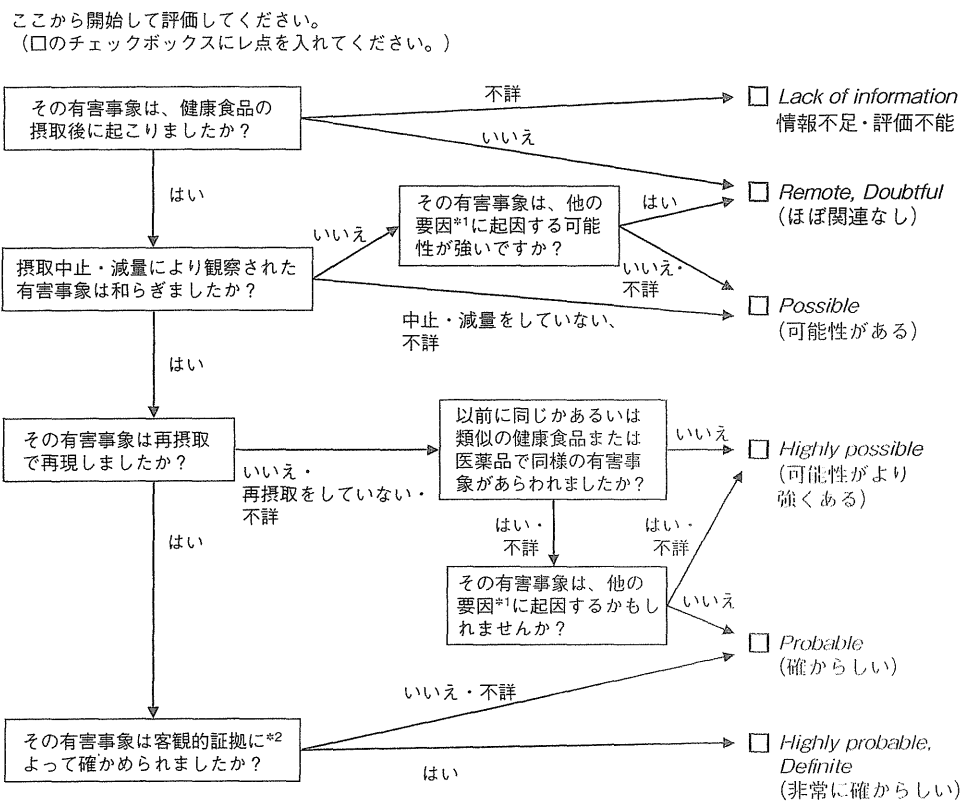 ここから開始して評価してください。
（□のチェックボックスにレ点を入れてください。）
その有害事象は、健康食品の
摂取後に起こりましたか？
不詳
いいえ
はい
□ Lack of information
情報不足・評価不能
□ Remote, Doubtful
（ほぼ関連なし）
その有害事象は、他の
要因*1に起因する可能
性が強いですか？
はい
いいえ・
不詳
いいえ
摂取中止・減量により観察された
有害事象は和らぎましたか？
中止・減量をしていない、
不詳
はい
□ Possible
（可能性がある）
その有害事象は再摂取
で再現しましたか？
いいえ・
再摂取をしていない・
不詳
はい
以前に同じかあるいは
類似の健康食品または
医薬品で同様の有害事
象があらわれましたか？
いいえ
はい・
不詳
□ Highly possible
（可能性がより
強くある）
その有害事象は、他の
要因*1に起因するかもし
れませんか？
はい・
不詳
いいえ
□ Probable
（確からしい）
その有害事象は客観的証拠に*2
よって確かめられましたか？
いいえ・不詳
はい
□ Highly probable,
Definite
（非常に確からしい）